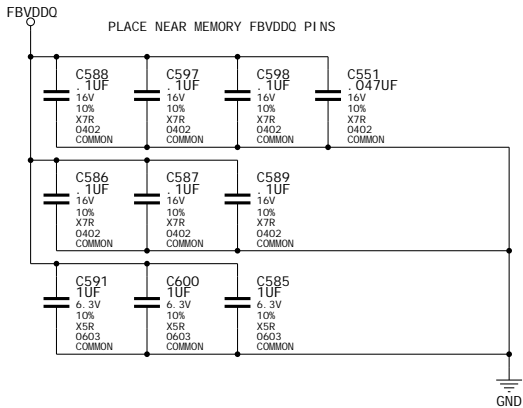 FBVDDQ
PLACE NEAR MEMORY FBVDDQ PINS
C588
.1UF
16V
10%
X7R
0402
COMMON
C597
.1UF
16V
10%
X7R
0402
COMMON
C598
.1UF
16V
10%
X7R
0402
COMMON
C551
.047UF
16V
10%
X7R
0402
COMMON
C586
.1UF
16V
10%
X7R
0402
COMMON
C587
.1UF
16V
10%
X7R
0402
COMMON
C589
.1UF
16V
10%
X7R
0402
COMMON
C591
1UF
6.3V
10%
X5R
0603
COMMON
C600
1UF
6.3V
10%
X5R
0603
COMMON
C585
1UF
6.3V
10%
X5R
0603
COMMON
GND